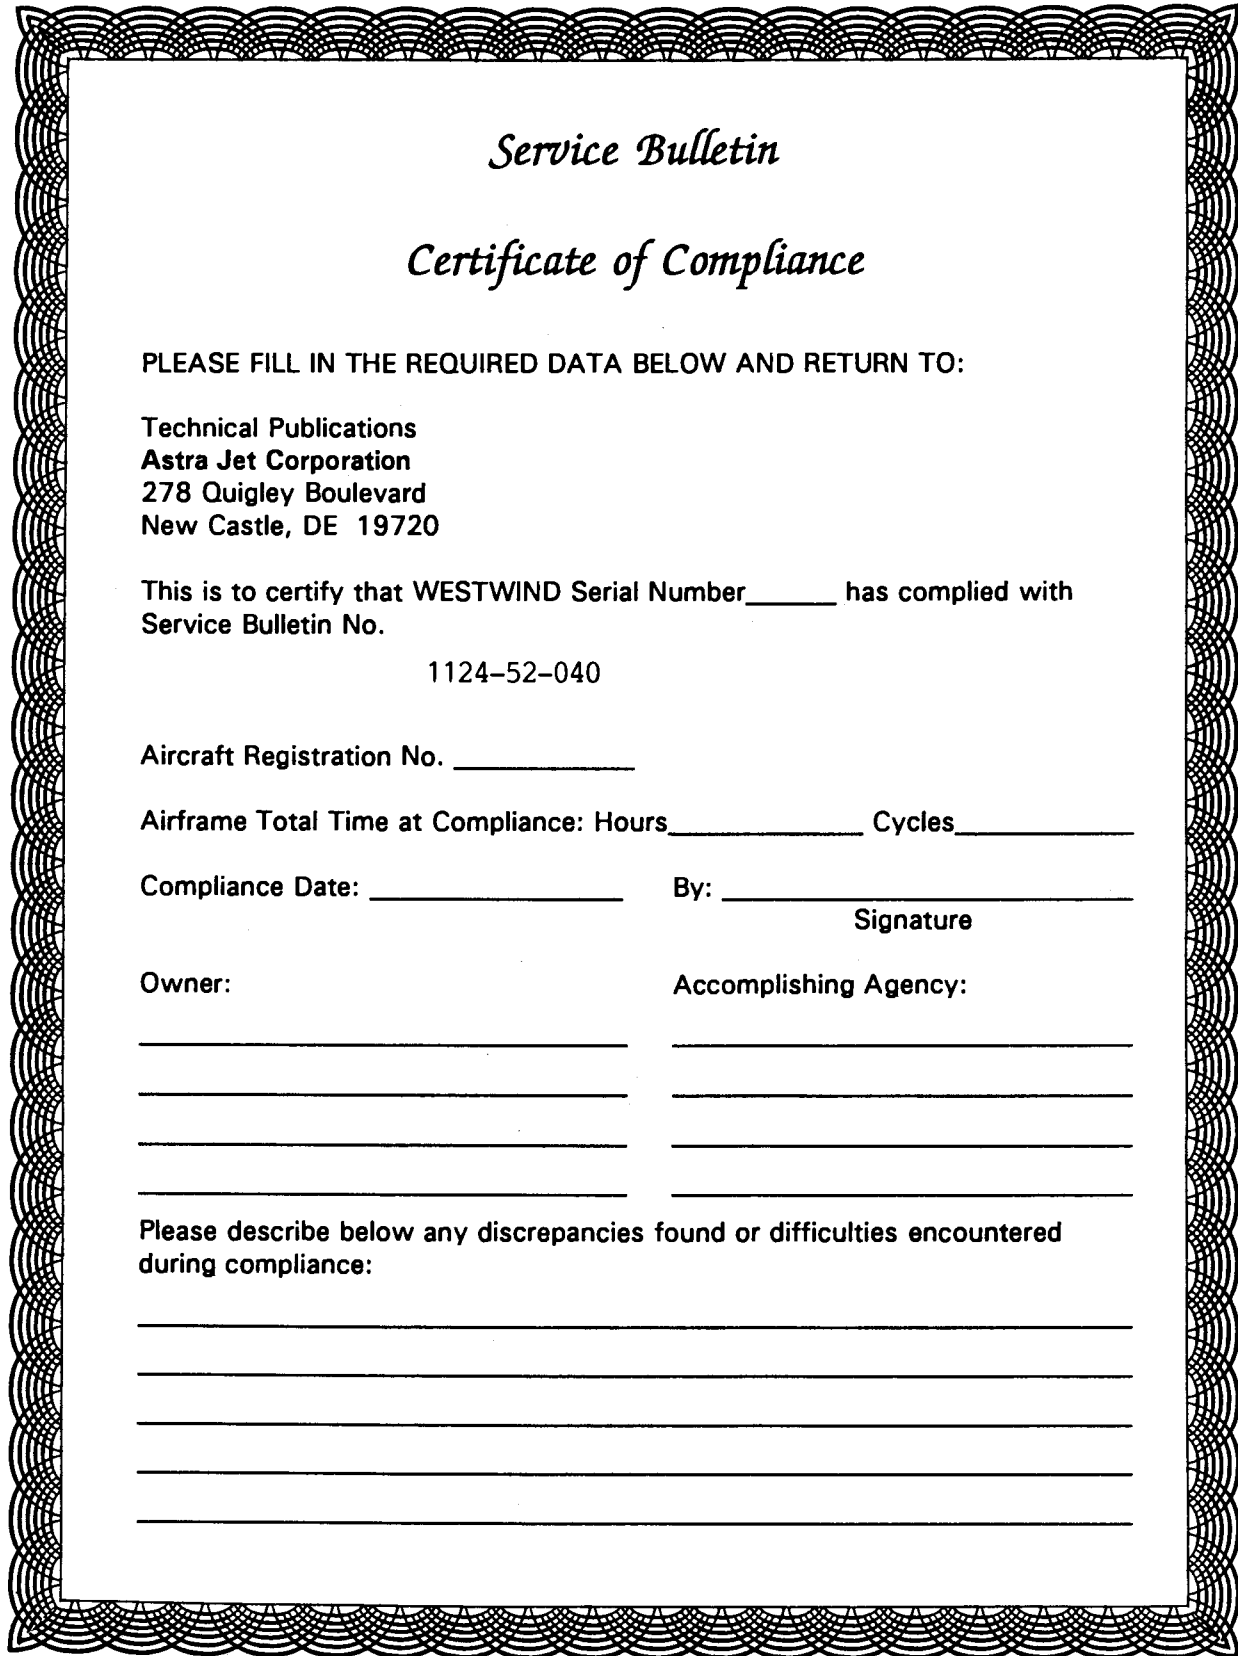 Service Bulletin
Certificate of Compliance
PLEASE FILL IN THE REQUIRED DATA BELOW AND RETURN TO:
Technical Publications
Astra Jet Corporation
278 Quigley Boulevard
New Castle, DE 19720
This is to certify that WESTWIND Serial Number______ has complied with
Service Bulletin No.
1124-52-040
Aircraft Registration No. ____________
Airframe Total Time at Compliance: Hours_____________ Cycles____________
Compliance Date: _________________ By: ___________________________
Signature
Owner: Accomplishing Agency:
Please describe below any discrepancies found or difficulties encountered
during compliance: